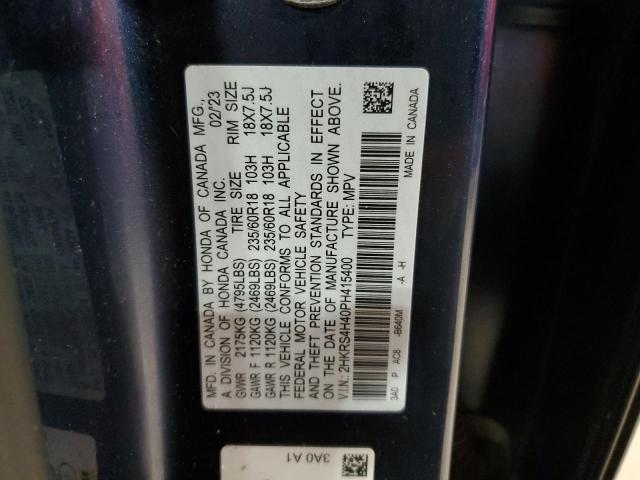 MFD. IN CANADA BY HONDA OF CANADA MFG.,
A DIVISION OF HONDA CANADA INC. 02/'23
GVWR 2175KG (4795LBS) TIRE SIZE RIM SIZE
GAWR F 1120KG (2469LBS) 235/60R18 103H 18X7.5J
GAWR R 1120KG (2469LBS) 235/60R18 103H 18X7.5J
THIS VEHICLE CONFORMS TO ALL APPLICABLE
FEDERAL MOTOR VEHICLE SAFETY
AND THEFT PREVENTION STANDARDS IN EFFECT
ON THE DATE OF MANUFACTURE SHOWN ABOVE.
V.I.N.: 2HKRS4H40PH415400 TYPE: MPV
3A0 P AC8 -B640M -A -H MADE IN CANADA
3A0 A1